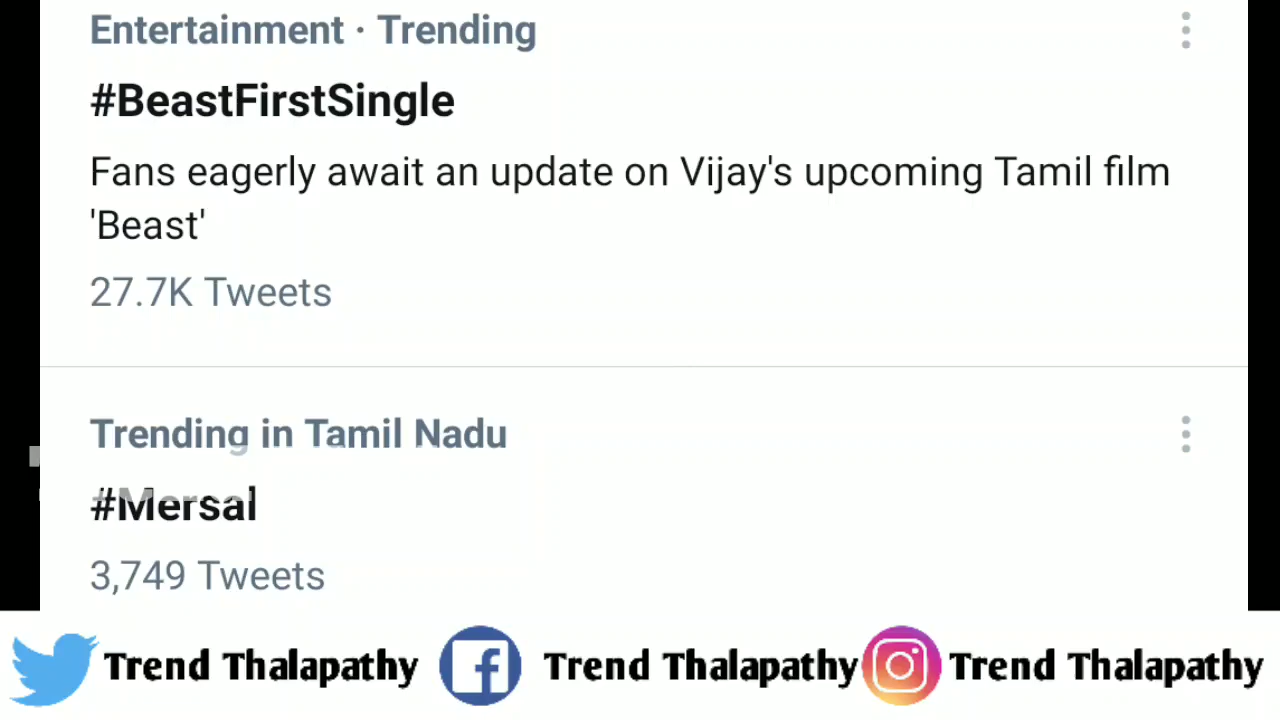 Entertainment · Trending
#BeastFirstSingle
Fans eagerly await an update on Vijay's upcoming Tamil film
'Beast'
27.7K Tweets
Trending in Tamil Nadu
#Mersal
3,749 Tweets
Trend Thalapathy Trend Thalapathy Trend Thalapathy